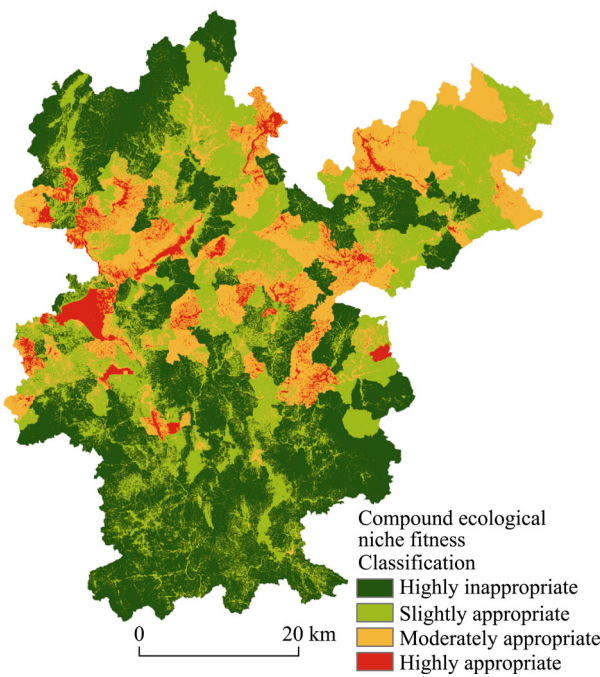 Compound ecological
niche fitness
Classification
Highly inappropriate
Slightly appropriate
Moderately appropriate
Highly appropriate
0 20 km